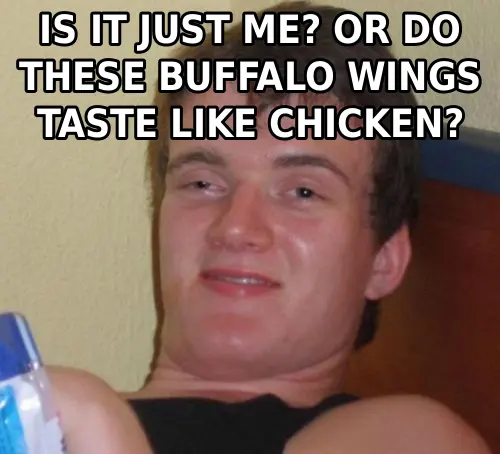 IS IT JUST ME? OR DO
THESE BUFFALO WINGS
TASTE LIKE CHICKEN?